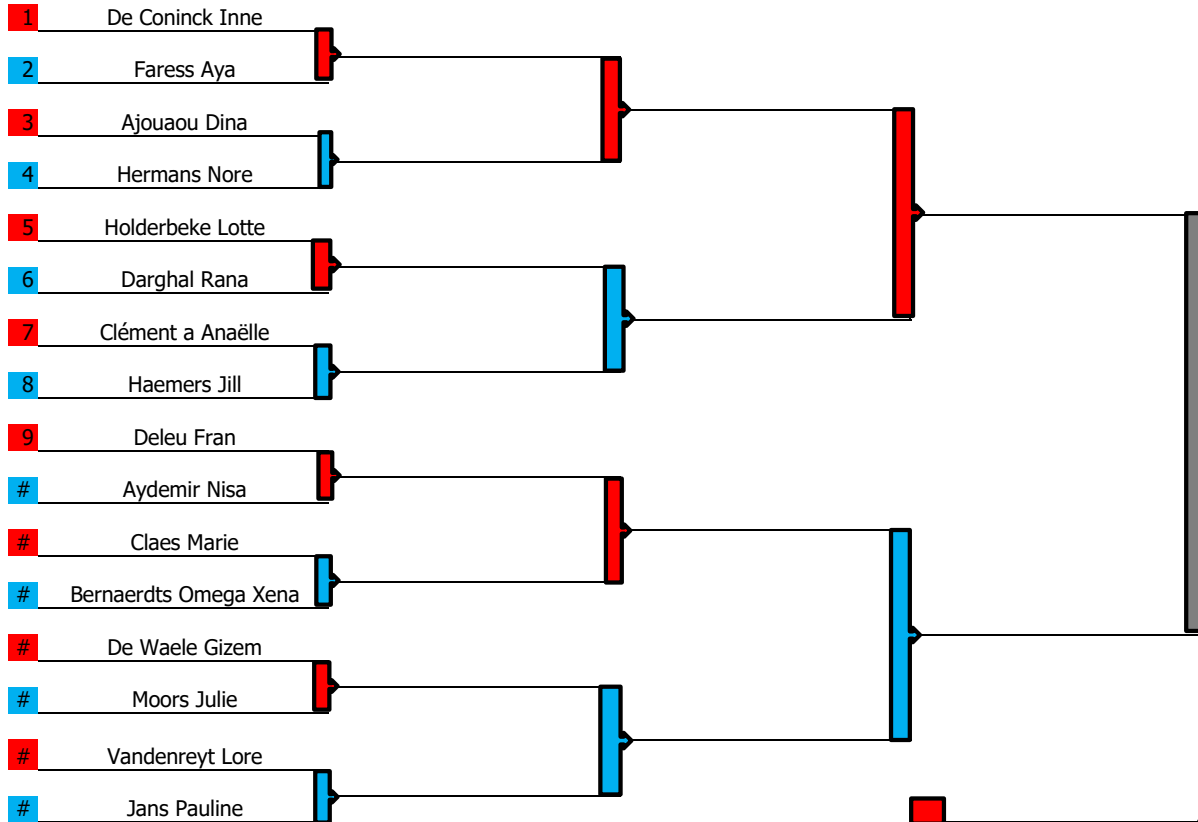 1 De Coninck Inne
2 Faress Aya
3 Ajouaou Dina
4 Hermans Nore
5 Holderbeke Lotte
6 Darghal Rana
7 Clément a Anaëlle
8 Haemers Jill
9 Deleu Fran
# Aydemir Nisa
# Claes Marie
# Bernaerdts Omega Xena
# De Waele Gizem
# Moors Julie
# Vandenreyt Lore
# Jans Pauline